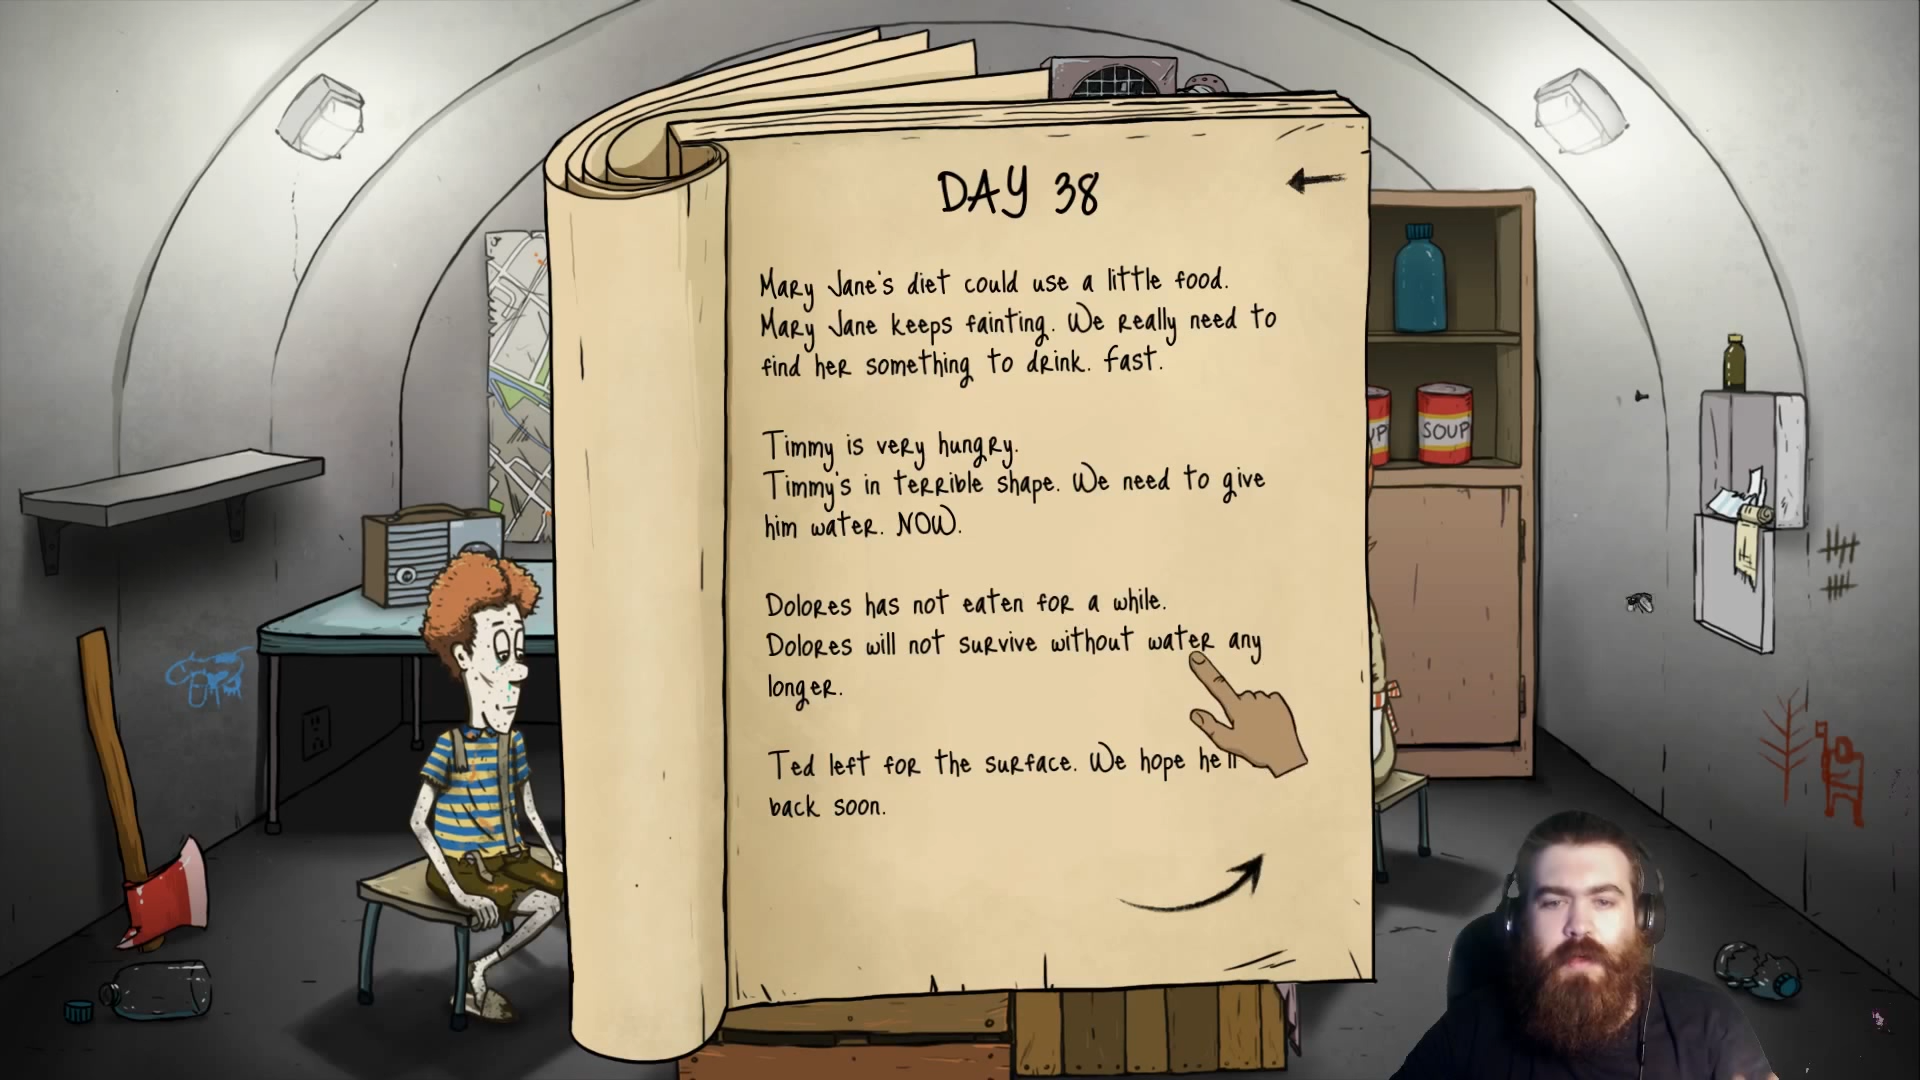 DAY 38
Mary Jane's diet could use a little food.
Mary Jane keeps fainting. We really need to
find her something to drink. Fast.
Timmy is very hungry.
Timmy's in terrible shape. We need to give
him water. NOW.
Dolores has not eaten for a while.
Dolores will not survive without water any
longer.
Ted left for the surface. We hope he'll
back soon.
UP
SOUP